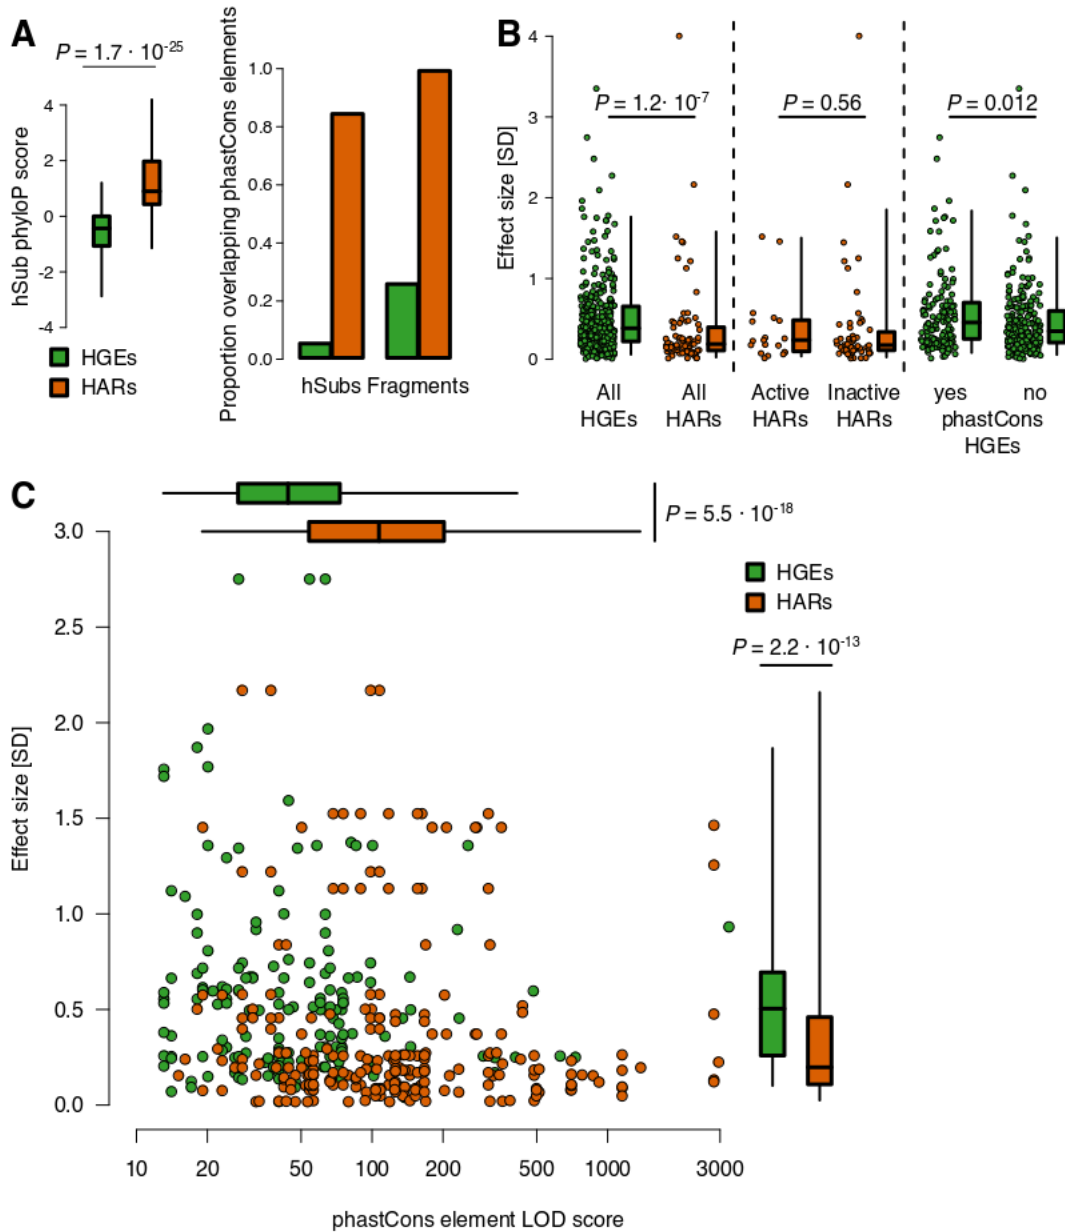 A
P = 1.7 · 10-25
hSub phyloP score
4
2
0
-2
-4
HGEs
HARs
Proportion overlapping phastCons elements
1.0
0.8
0.6
0.4
0.2
0.0
hSubs Fragments
B
Effect size [SD]
4
3
2
1
0
P = 1.2· 10-7
P = 0.56
P = 0.012
All
HGEs
All
HARs
Active
HARs
Inactive
HARs
yes
no
phastCons
HGEs
C
P = 5.5 · 10-18
HGEs
HARs
P = 2.2 · 10-13
Effect size [SD]
3.0
2.5
2.0
1.5
1.0
0.5
0.0
10 20 50 100 200 500 1000 3000
phastCons element LOD score